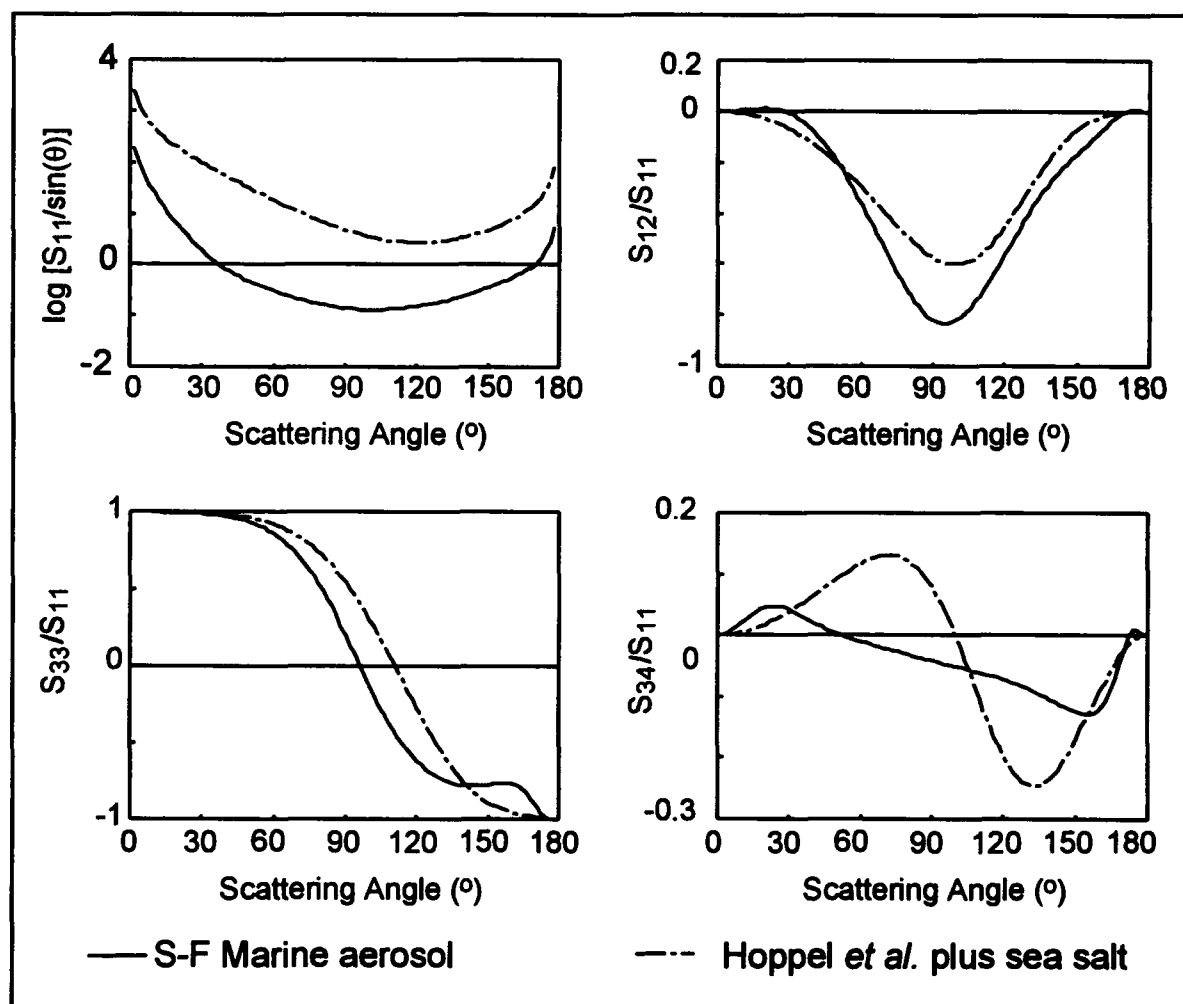 4
0
-2
log [S11/sin(θ)]
0 30 60 90 120 150 180
Scattering Angle (º)
0.2
0
-1
S12/S11
0 30 60 90 120 150 180
Scattering Angle (º)
1
0
-1
S33/S11
0 30 60 90 120 150 180
Scattering Angle (º)
0.2
0
-0.3
S34/S11
0 30 60 90 120 150 180
Scattering Angle (º)
S-F Marine aerosol
Hoppel et al. plus sea salt